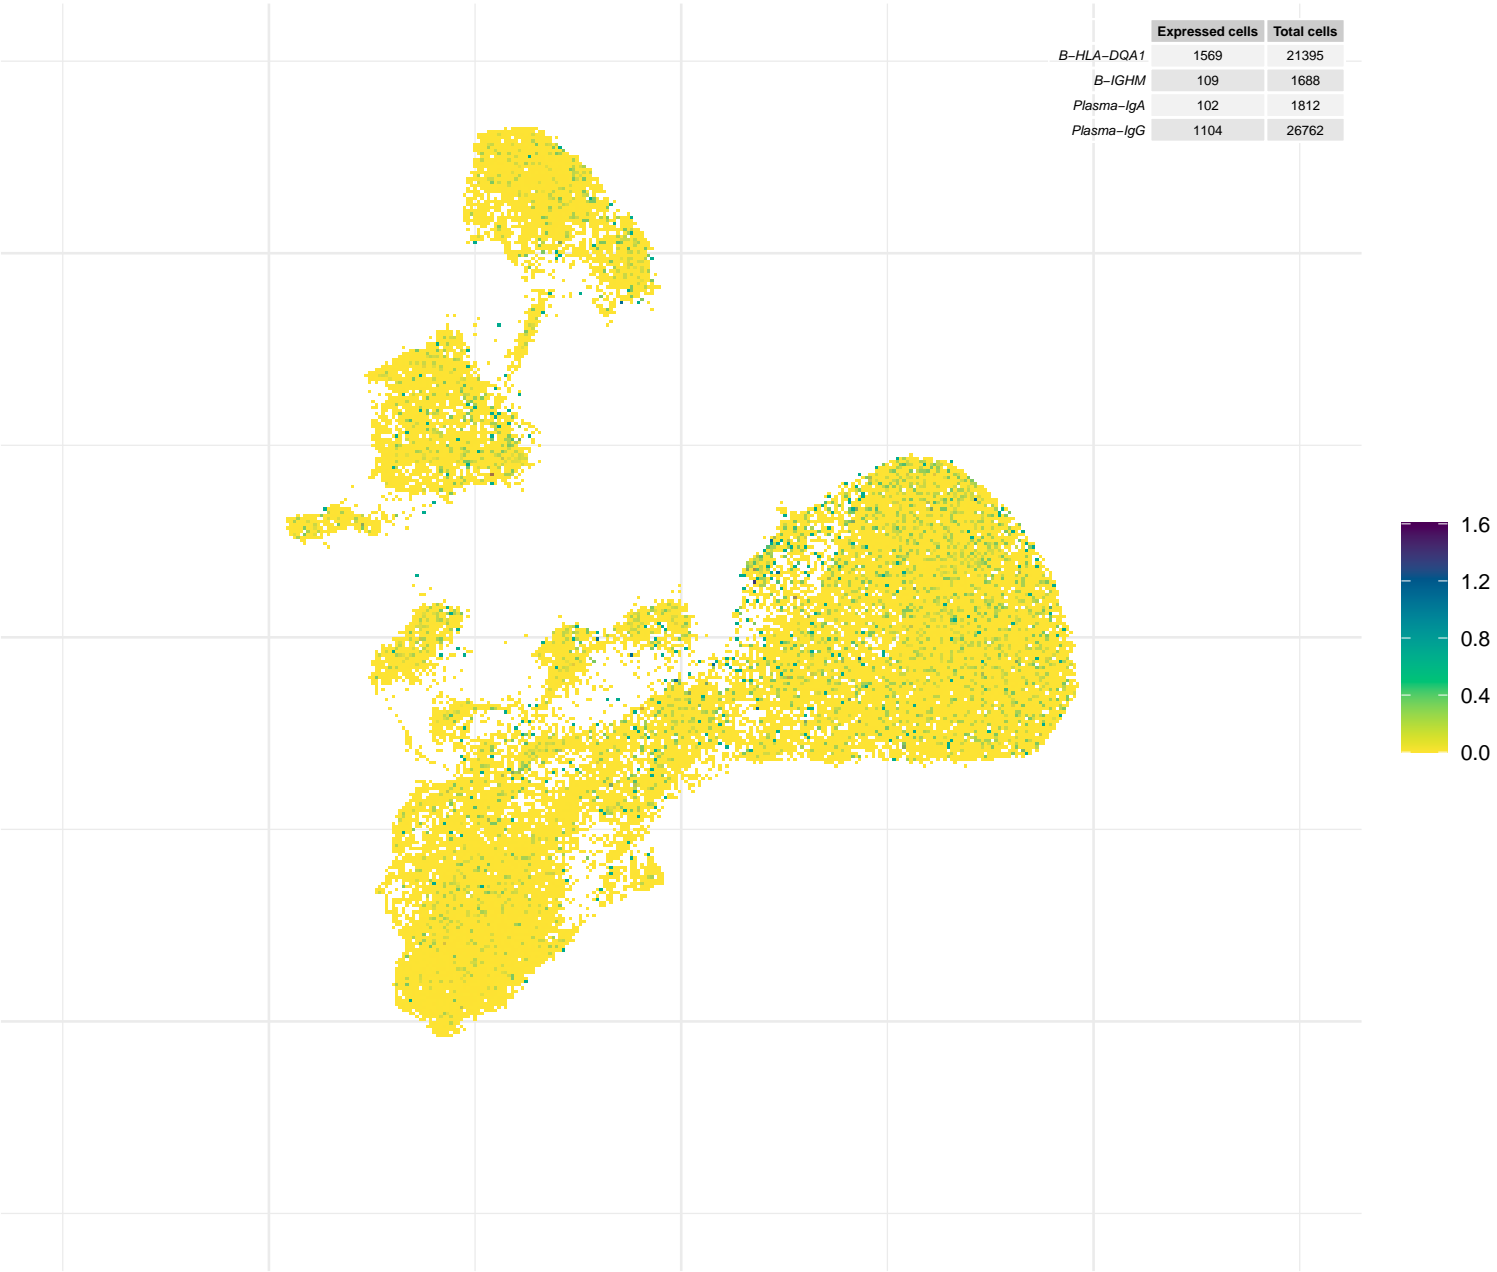 Expressed cells Total cells
B−HLA−DQA1 1569 21395
B−IGHM 109 1688
Plasma−IgA 102 1812
Plasma−IgG 1104 26762
1.6
1.2
0.8
0.4
0.0